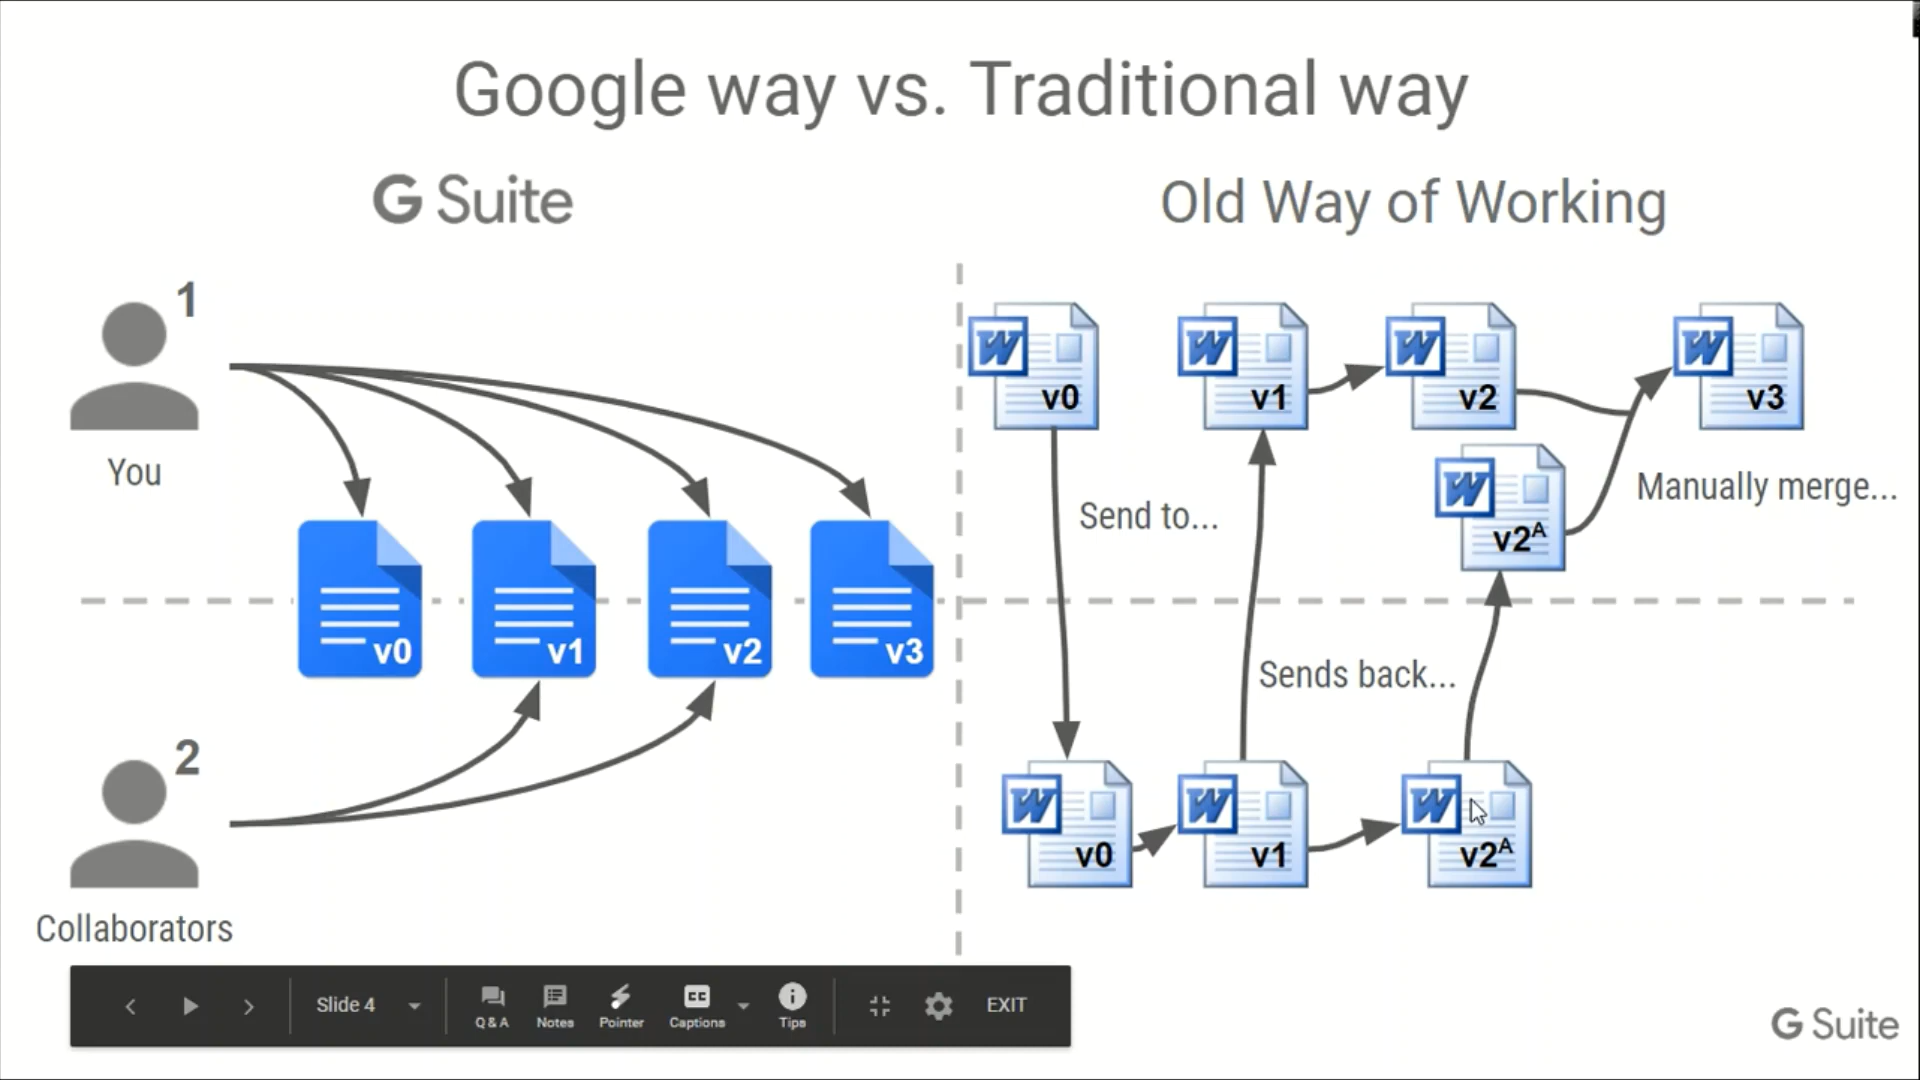 Google way vs. Traditional way
G Suite
Old Way of Working
1
You
v0
v1
v2
v3
2
Collaborators
v0
v1
v2
v3
v2ᴬ
Send to...
Manually merge...
Sends back...
v0
v1
v2ᴬ
Slide 4
Q & A
Notes
Pointer
CC
Captions
Tips
EXIT
G Suite